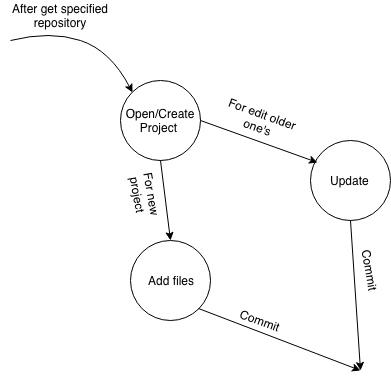 After get specified
repository
Open/Create
Project
For edit older
one's
Update
For new
project
Add files
Commit
Commit